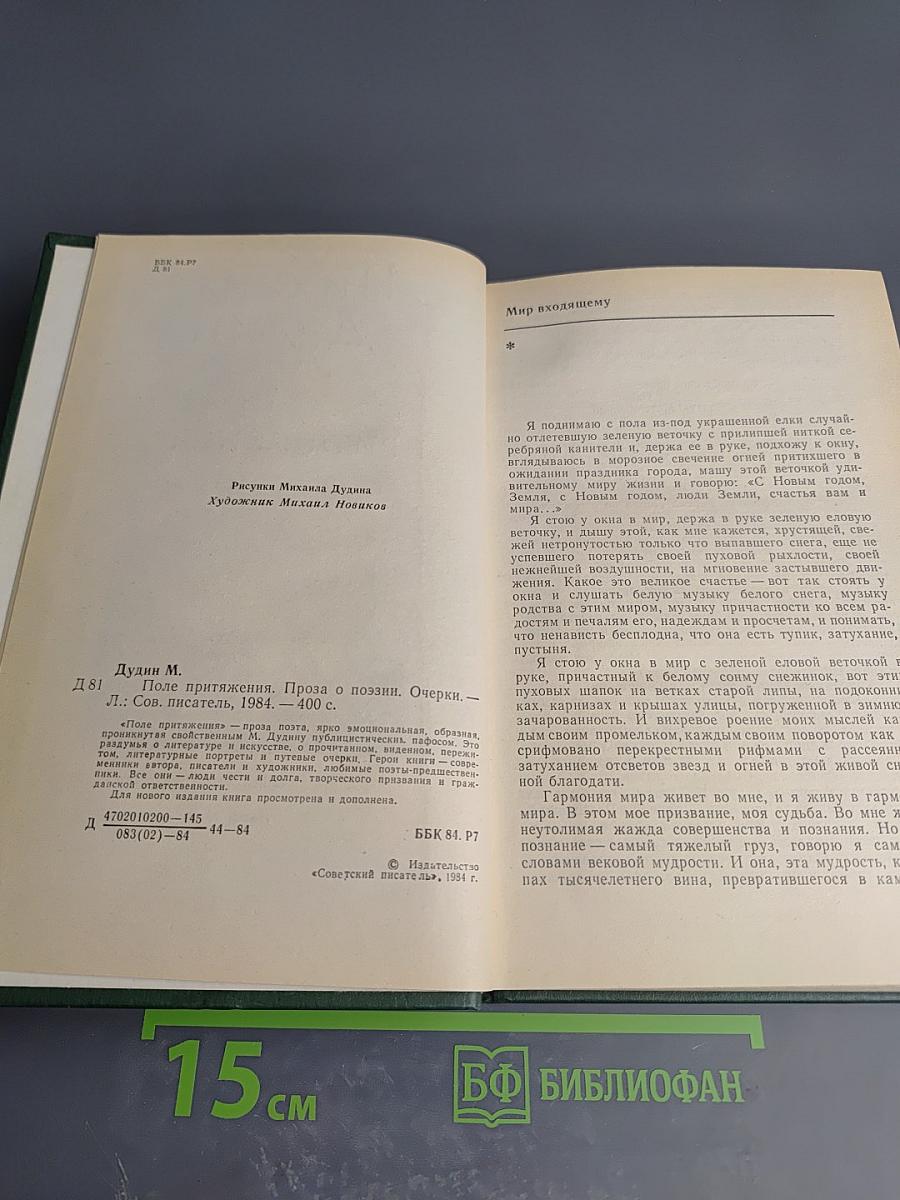 ББК 84.Р7
Д 81
Рисунки Михаила Дудина
Художник Михаил Новиков
Дудин М.
Д 81 Поле притяжения. Проза о поэзии. Очерки. —
Л.: Сов. писатель, 1984. — 400 с.
«Поле притяжения» — проза поэта, ярко эмоциональная, образная,
проникнутая свойственным М. Дудину публицистическим пафосом. Это
раздумья о литературе и искусстве, о прочитанном, виденном, пережи-
том, литературные портреты и путевые очерки. Герои книги — совре-
менники автора, писатели и художники, любимые поэты-предшествен-
ники. Все они — люди чести и долга, творческого призвания и граж-
данской ответственности.
Для нового издания книга просмотрена и дополнена.
Д 4702010200—145
083(02)—84 44—84
ББК 84. Р7
© Издательство
«Советский писатель», 1984 г.
Мир входящему
*
Я поднимаю с пола из-под украшенной елки случай-
но отлетевшую зеленую веточку с прилипшей ниткой се-
ребряной канители и, держа ее в руке, подхожу к окну,
вглядываюсь в морозное свечение огней притихшего в
ожидании праздника города, машу этой веточкой уди-
вительному миру жизни и говорю: «С Новым годом,
Земля, с Новым годом, люди Земли, счастья вам и
мира...»
Я стою у окна в мир, держа в руке зеленую еловую
веточку, и дышу этой, как мне кажется, хрустящей, све-
жей нетронутостью только что выпавшего снега, еще не
успевшего потерять своей пуховой рыхлости, своей
нежнейшей воздушности, на мгновение застывшего дви-
жения. Какое это великое счастье — вот так стоять у
окна и слушать белую музыку белого снега, музыку
родства с этим миром, музыку причастности ко всем ра-
достям и печалям его, надеждам и просчетам, и понимать,
что ненависть бесплодна, что она есть тупик, затухание,
пустыня.
Я стою у окна в мир с зеленой еловой веточкой в
руке, причастный к белому сонму снежинок, вот эти
пуховых шапок на ветках старой липы, на подоконни
ках, карнизах и крышах улицы, погруженной в зимню
зачарованность. И вихревое роение моих мыслей ка
дым своим промельком, каждым своим поворотом как
срифмовано перекрестными рифмами с рассеянн
затуханием отсветов звезд и огней в этой живой сн
ной благодати.
Гармония мира живет во мне, и я живу в гарм
мира. В этом мое призвание, моя судьба. Во мне ж
неутолимая жажда совершенства и познания. Но
познание — самый тяжелый груз, говорю я сам
словами вековой мудрости. И она, эта мудрость, к
пах тысячелетнего вина, превратившегося в кам
15 см
БФ БИБЛИОФАН